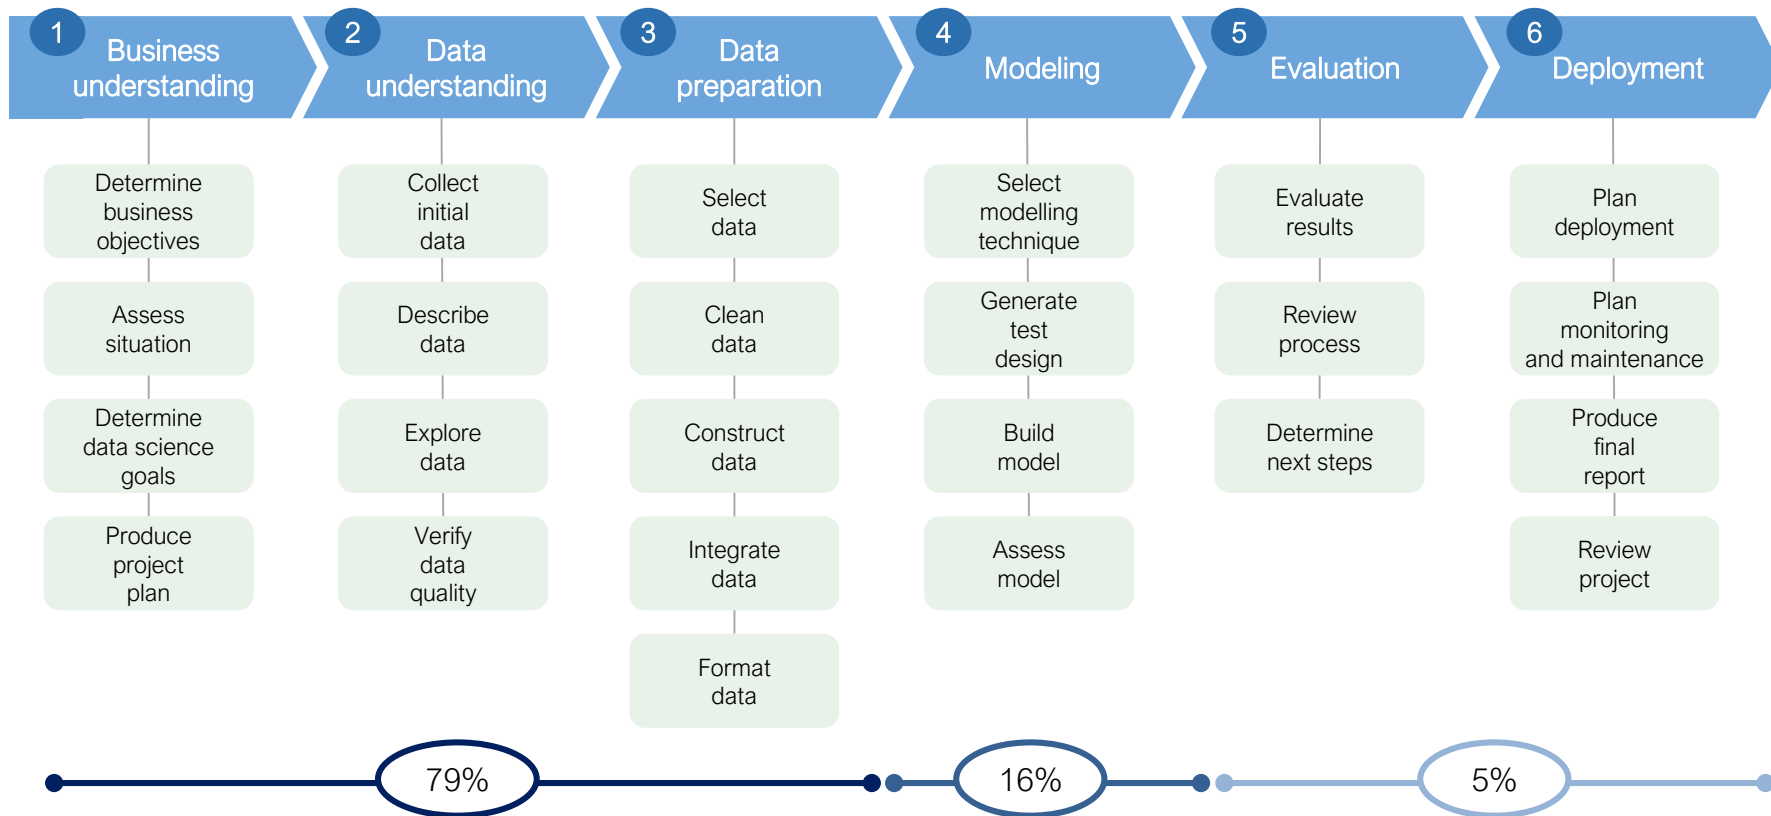 1
Business
understanding
2
Data
understanding
3
Data
preparation
4
Modeling
5
Evaluation
6
Deployment
Determine
business
objectives
Assess
situation
Determine
data science
goals
Produce
project
plan
Collect
initial
data
Describe
data
Explore
data
Verify
data
quality
Select
data
Clean
data
Construct
data
Integrate
data
Format
data
Select
modelling
technique
Generate
test
design
Build
model
Assess
model
Evaluate
results
Review
process
Determine
next steps
Plan
deployment
Plan
monitoring
and maintenance
Produce
final
report
Review
project
79%
16%
5%